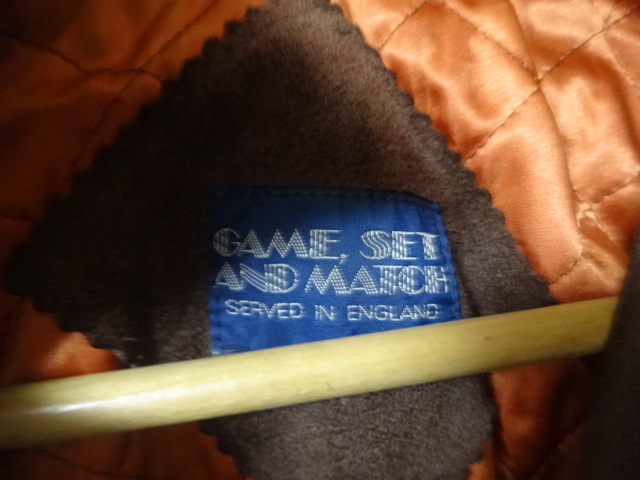 GAME, SET
AND MATCH
SERVED IN ENGLAND